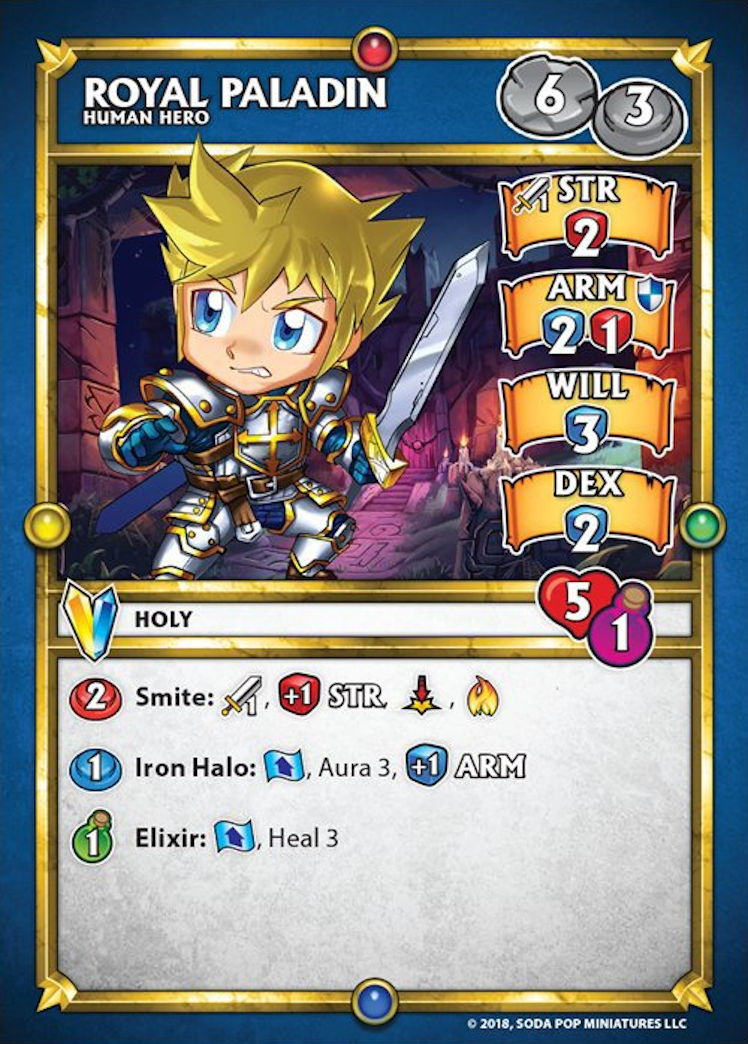 ROYAL PALADIN
HUMAN HERO
6
3
STR
2
ARM
2 1
WILL
3
DEX
2
HOLY
5
1
2 Smite: , +1 STR, ,
1 Iron Halo: , Aura 3, +1 ARM
1 Elixir: , Heal 3
© 2018, SODA POP MINIATURES LLC